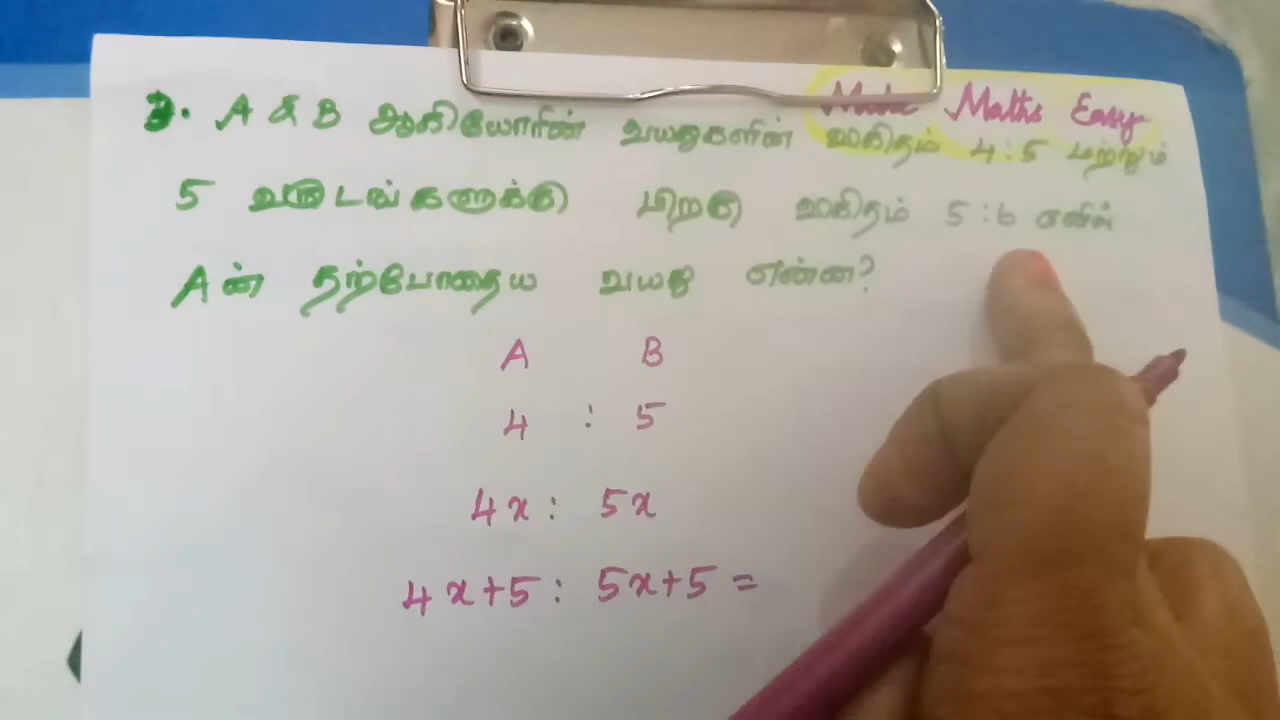 Make Maths Easy
3. A & B ஆகியோரின் வயதுகளின் விகிதம் 4:5 மற்றும்
5 வருடங்களுக்கு பிறகு விகிதம் 5:6 எனில்
Aன் தற்போதைய வயது என்ன?
A B
4 : 5
4x : 5x
4x+5 : 5x+5 =